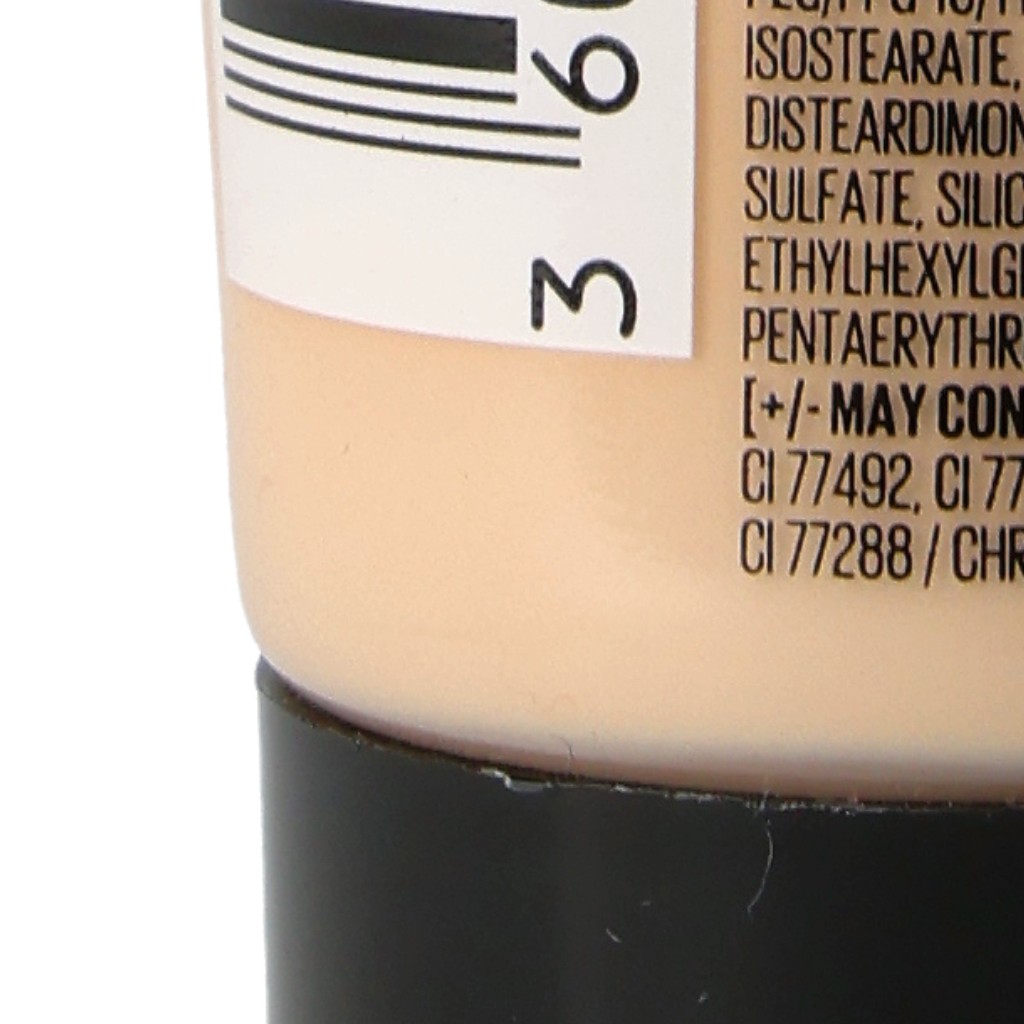 3 6
ISOSTEARATE,
DISTEARDIMON
SULFATE, SILIC
ETHYLHEXYLG
PENTAERYTHR
[+/- MAY CON
CI 77492, CI 77
CI 77288 / CHR